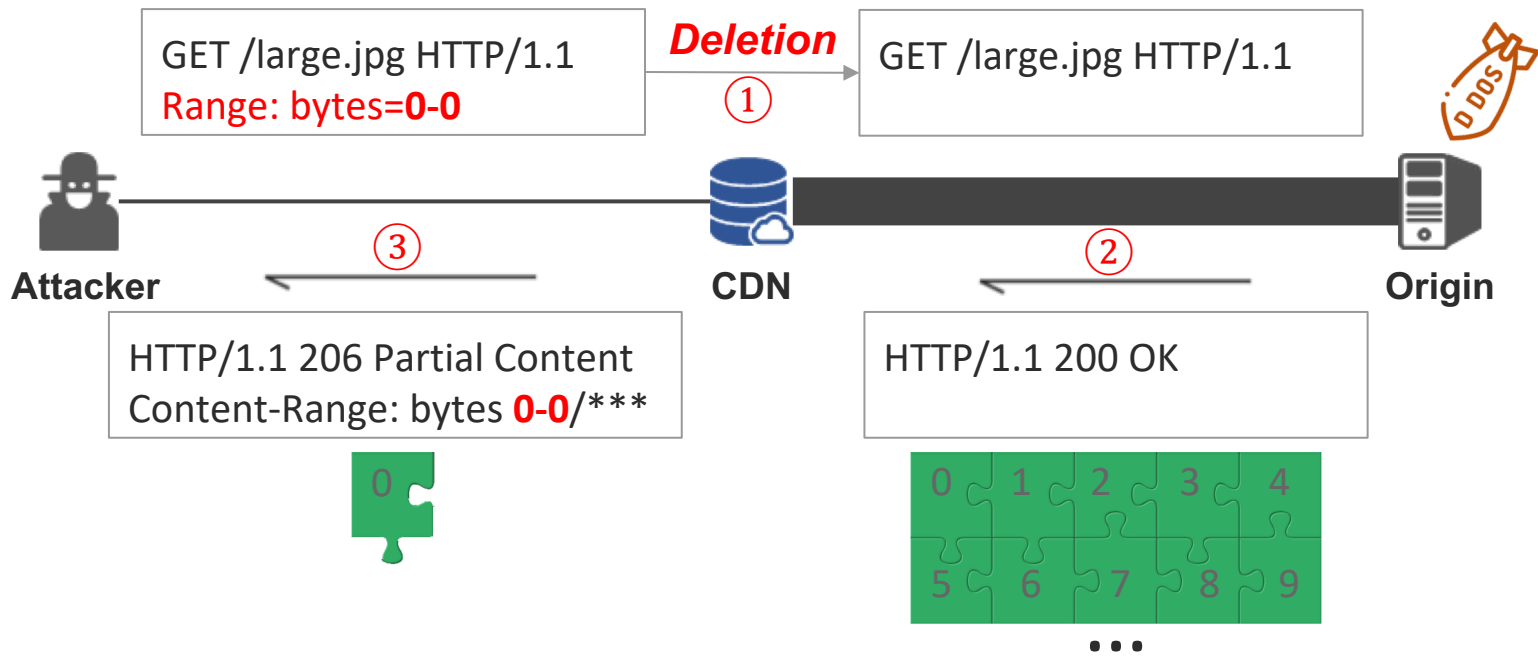 GET /large.jpg HTTP/1.1
Range: bytes=0-0
Deletion
①
GET /large.jpg HTTP/1.1
D DOS
③
②
Attacker
CDN
Origin
HTTP/1.1 206 Partial Content
Content-Range: bytes 0-0/***
HTTP/1.1 200 OK
0
0 1 2 3 4
5 6 7 8 9
...